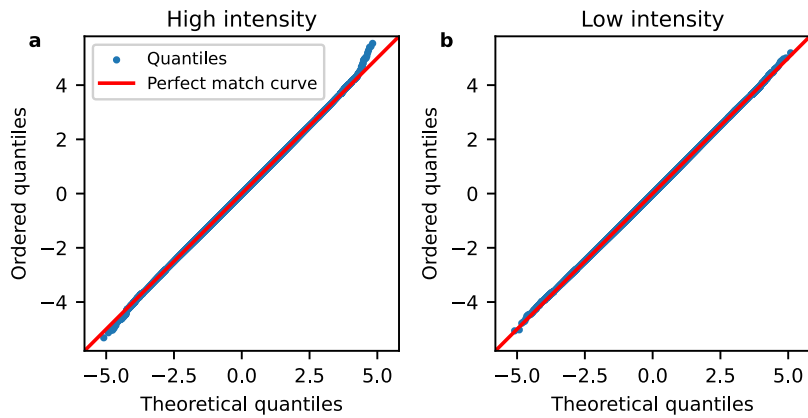 High intensity
a
Quantiles
Perfect match curve
Ordered quantiles
4
2
0
−2
−4
−5.0 −2.5 0.0 2.5 5.0
Theoretical quantiles
Low intensity
b
Ordered quantiles
4
2
0
−2
−4
−5.0 −2.5 0.0 2.5 5.0
Theoretical quantiles